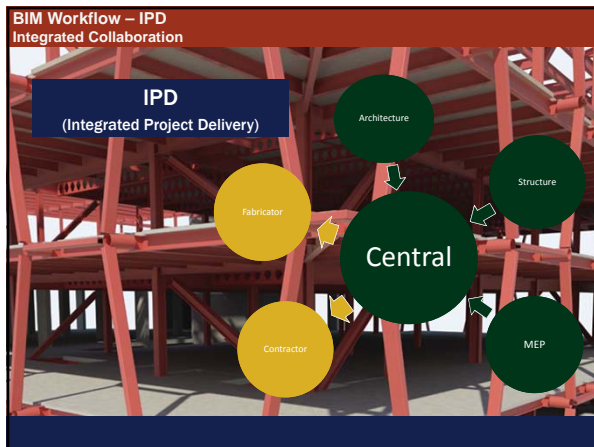 BIM Workflow – IPD
Integrated Collaboration
IPD
(Integrated Project Delivery)
Architecture
Structure
Fabricator
Central
Contractor
MEP